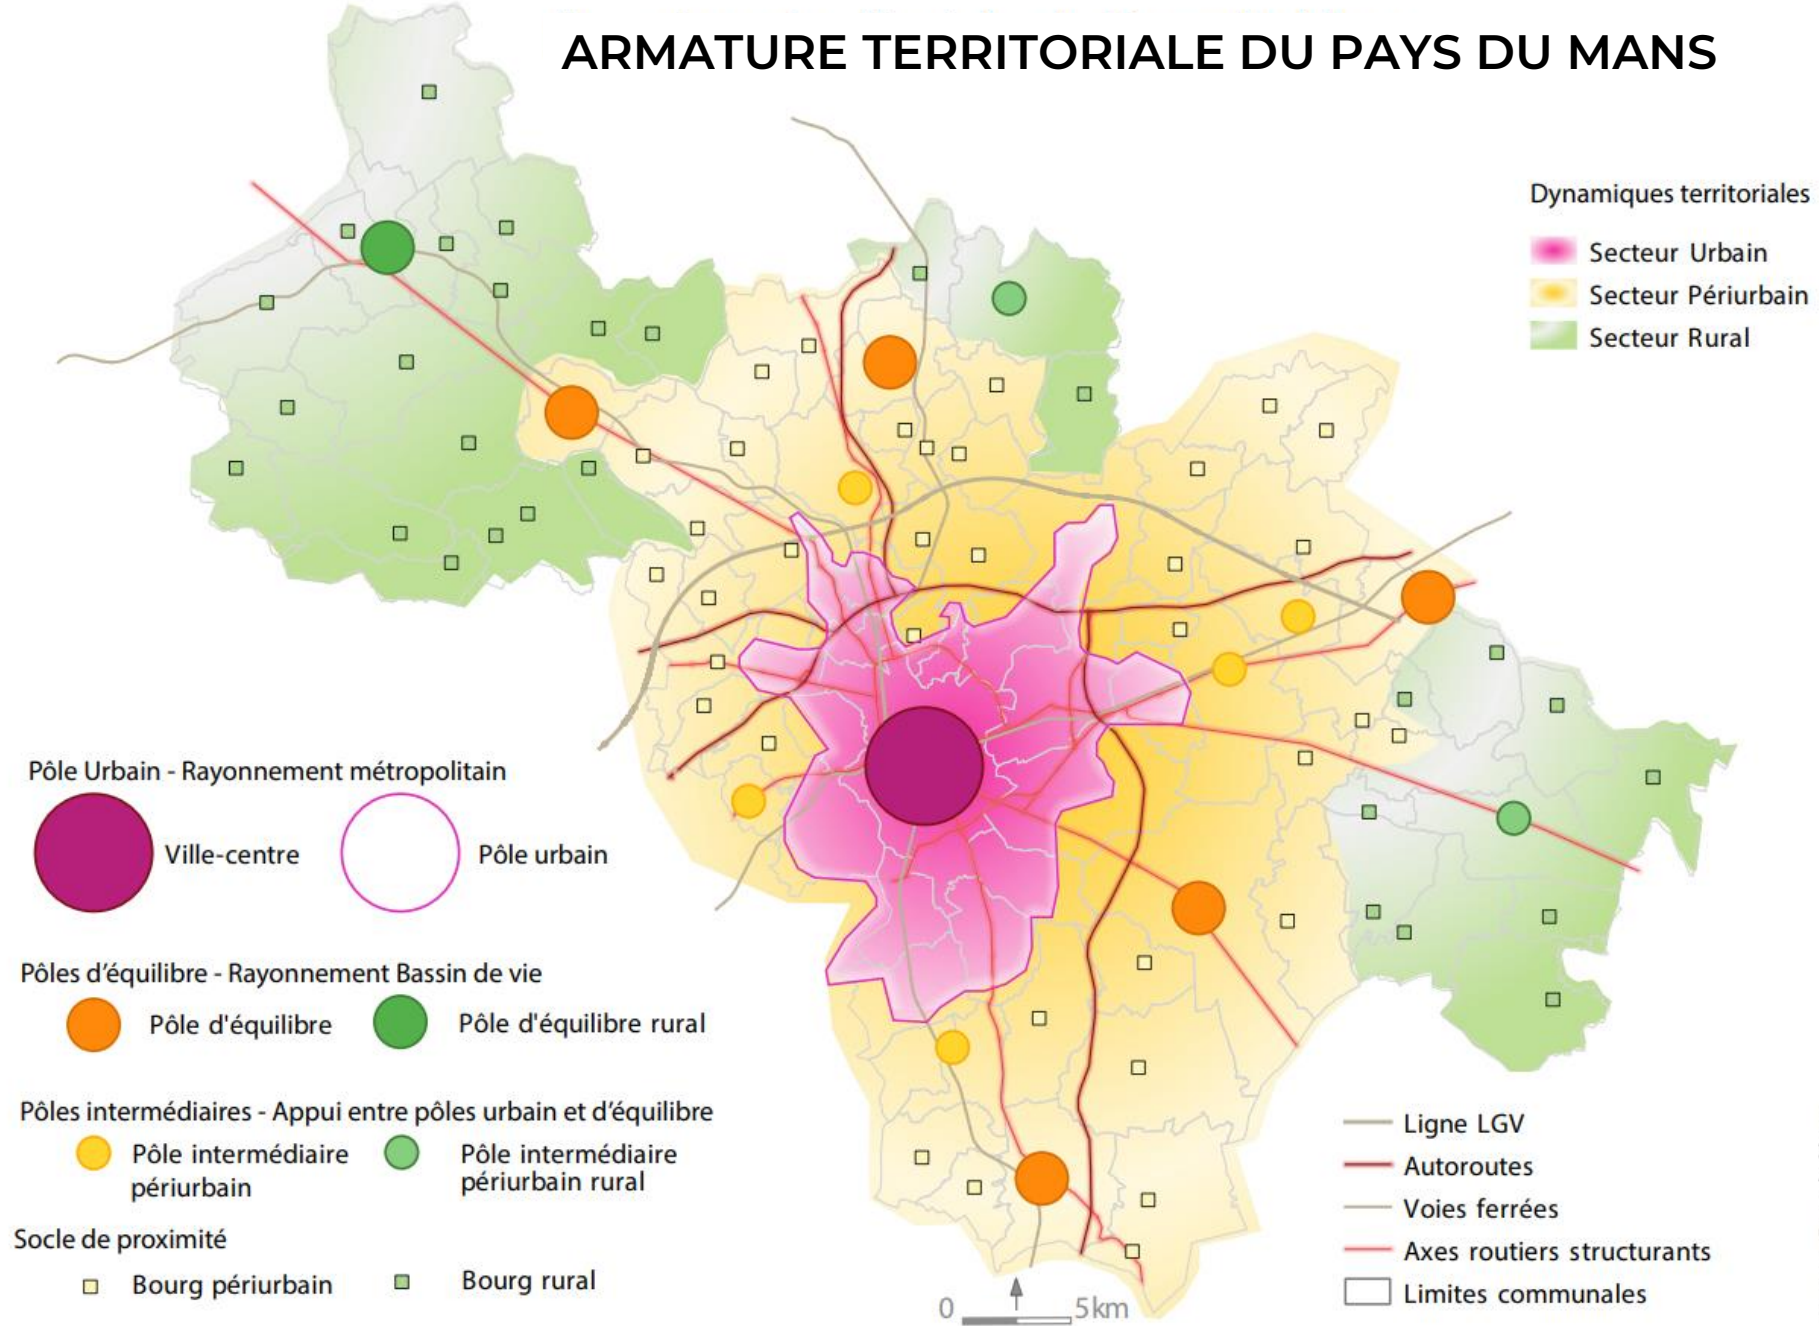 ARMATURE TERRITORIALE DU PAYS DU MANS
Dynamiques territoriales
Secteur Urbain
Secteur Périurbain
Secteur Rural
Pôle Urbain - Rayonnement métropolitain
Ville-centre
Pôle urbain
Pôles d'équilibre - Rayonnement Bassin de vie
Pôle d'équilibre
Pôle d'équilibre rural
Pôles intermédiaires - Appui entre pôles urbain et d'équilibre
Pôle intermédiaire
périurbain
Pôle intermédiaire
périurbain rural
Socle de proximité
Bourg périurbain
Bourg rural
Ligne LGV
Autoroutes
Voies ferrées
Axes routiers structurants
Limites communales
0 5km